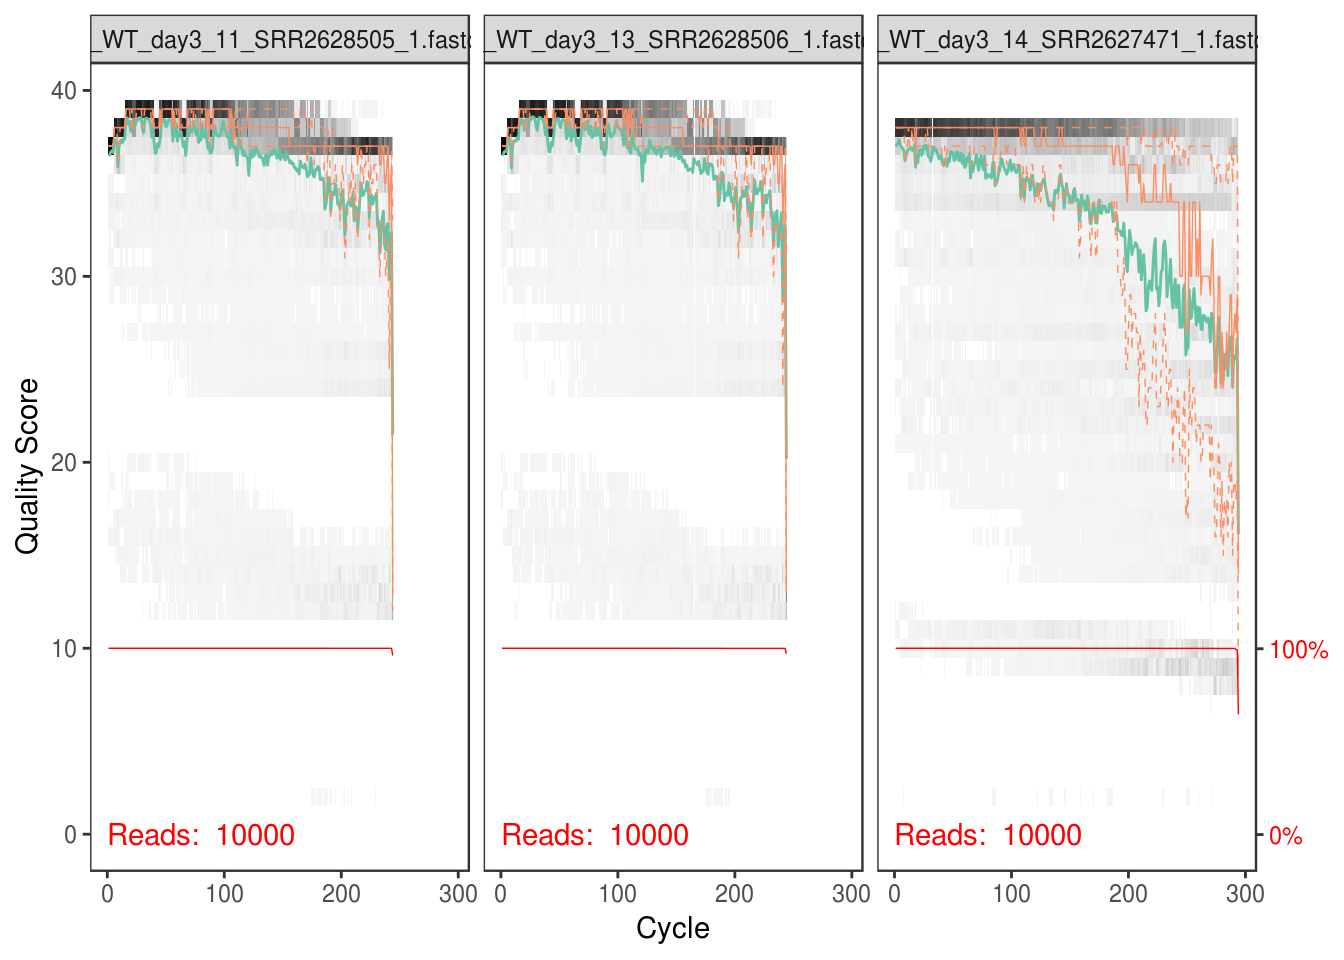 _WT_day3_11_SRR2628505_1.fast
_WT_day3_13_SRR2628506_1.fast
_WT_day3_14_SRR2627471_1.fast
40
30
20
10
0
Quality Score
100%
0%
Reads: 10000
Reads: 10000
Reads: 10000
0 100 200 300
0 100 200 300
0 100 200 300
Cycle